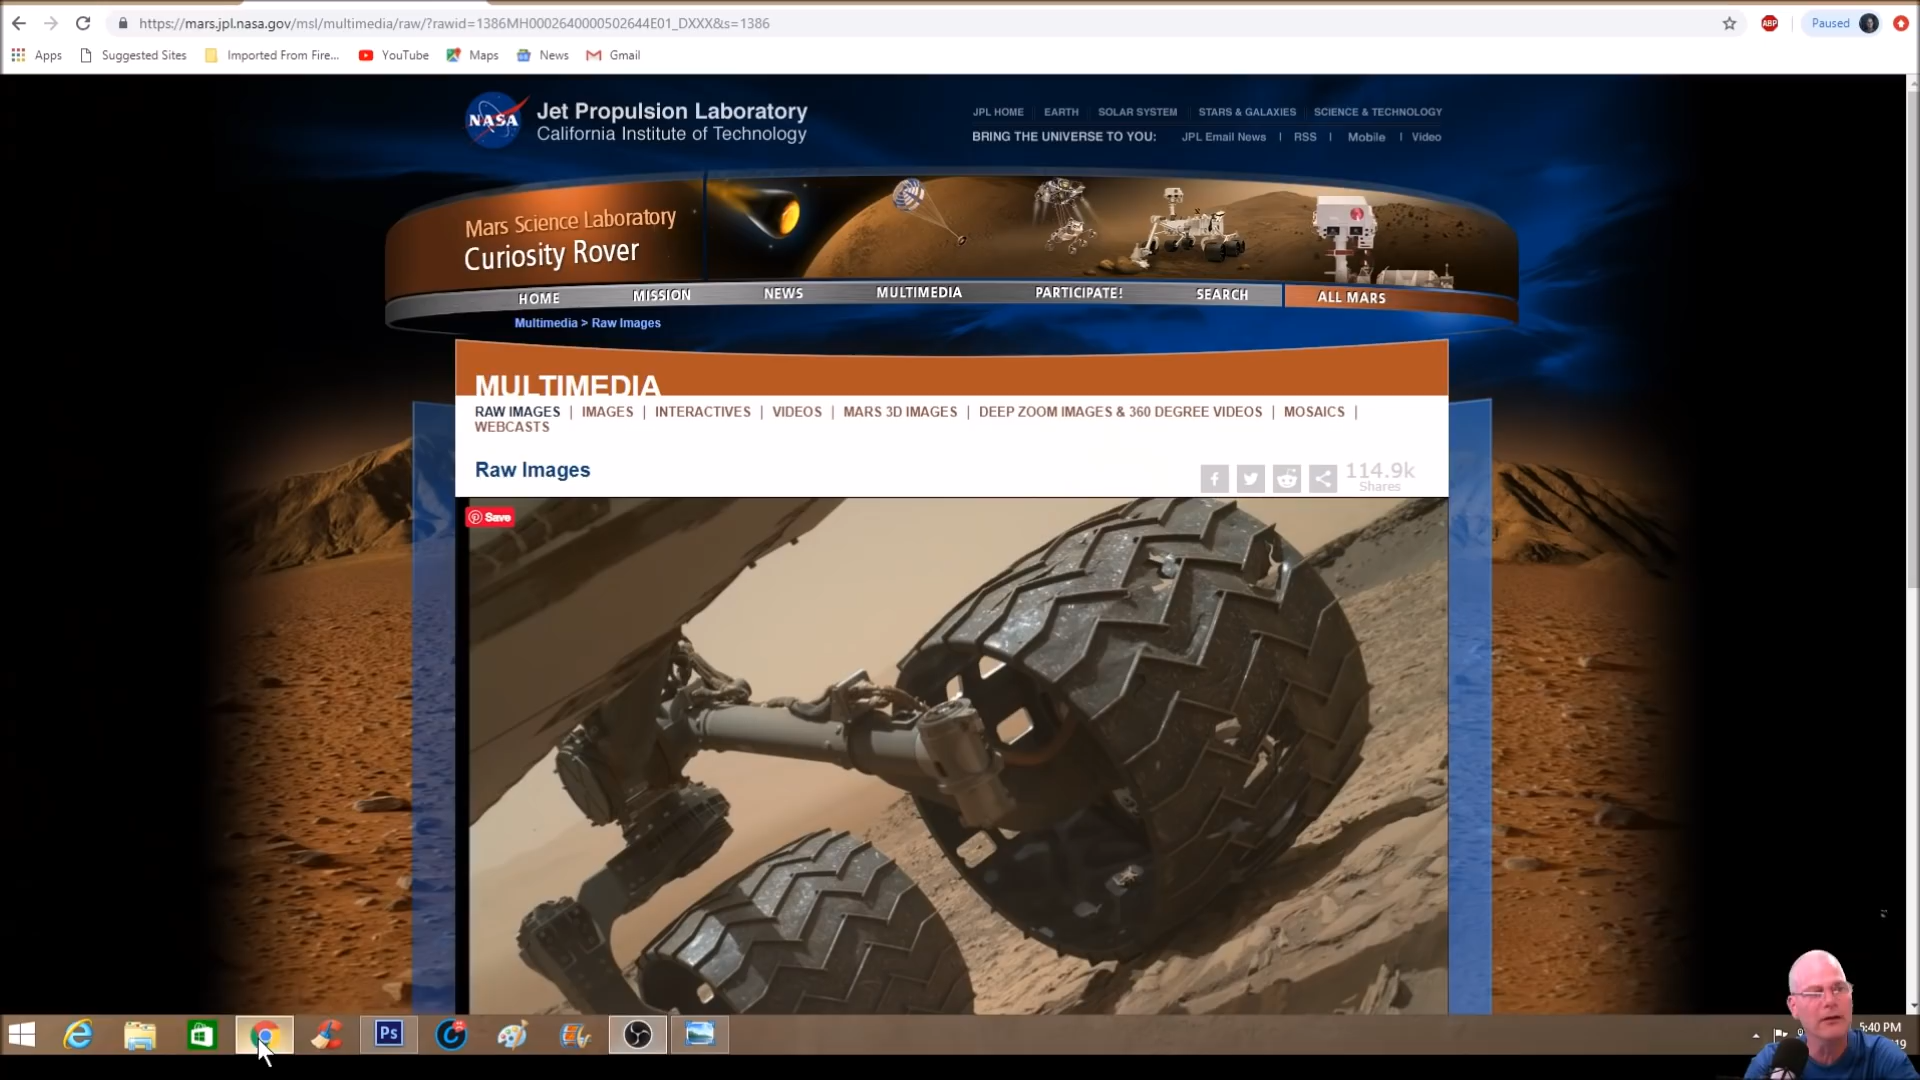 https://mars.jpl.nasa.gov/msl/multimedia/raw/?rawid=1386MH0002640000502644E01_DXXX&s=1386
ABP
Paused
Apps Suggested Sites Imported From Fire... YouTube Maps News Gmail
NASA
Jet Propulsion Laboratory
California Institute of Technology
JPL HOME EARTH SOLAR SYSTEM STARS & GALAXIES SCIENCE & TECHNOLOGY
BRING THE UNIVERSE TO YOU: JPL Email News | RSS | Mobile | Video
Mars Science Laboratory
Curiosity Rover
HOME MISSION NEWS MULTIMEDIA PARTICIPATE! SEARCH ALL MARS
Multimedia > Raw Images
MULTIMEDIA
RAW IMAGES | IMAGES | INTERACTIVES | VIDEOS | MARS 3D IMAGES | DEEP ZOOM IMAGES & 360 DEGREE VIDEOS | MOSAICS |
WEBCASTS
Raw Images
114.9k
Shares
Save
Ps
5:40 PM